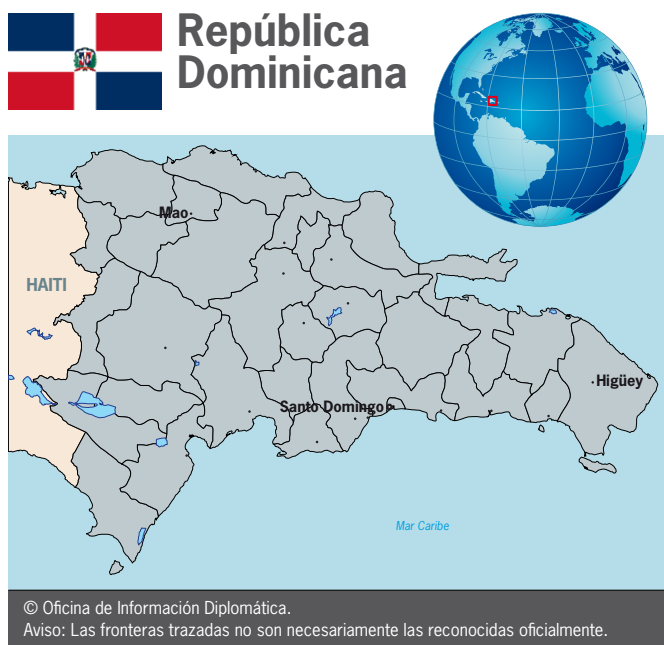 República
Dominicana
Mao
HAITI
Higüey
Santo Domingo
Mar Caribe
© Oficina de Información Diplomática.
Aviso: Las fronteras trazadas no son necesariamente las reconocidas oficialmente.